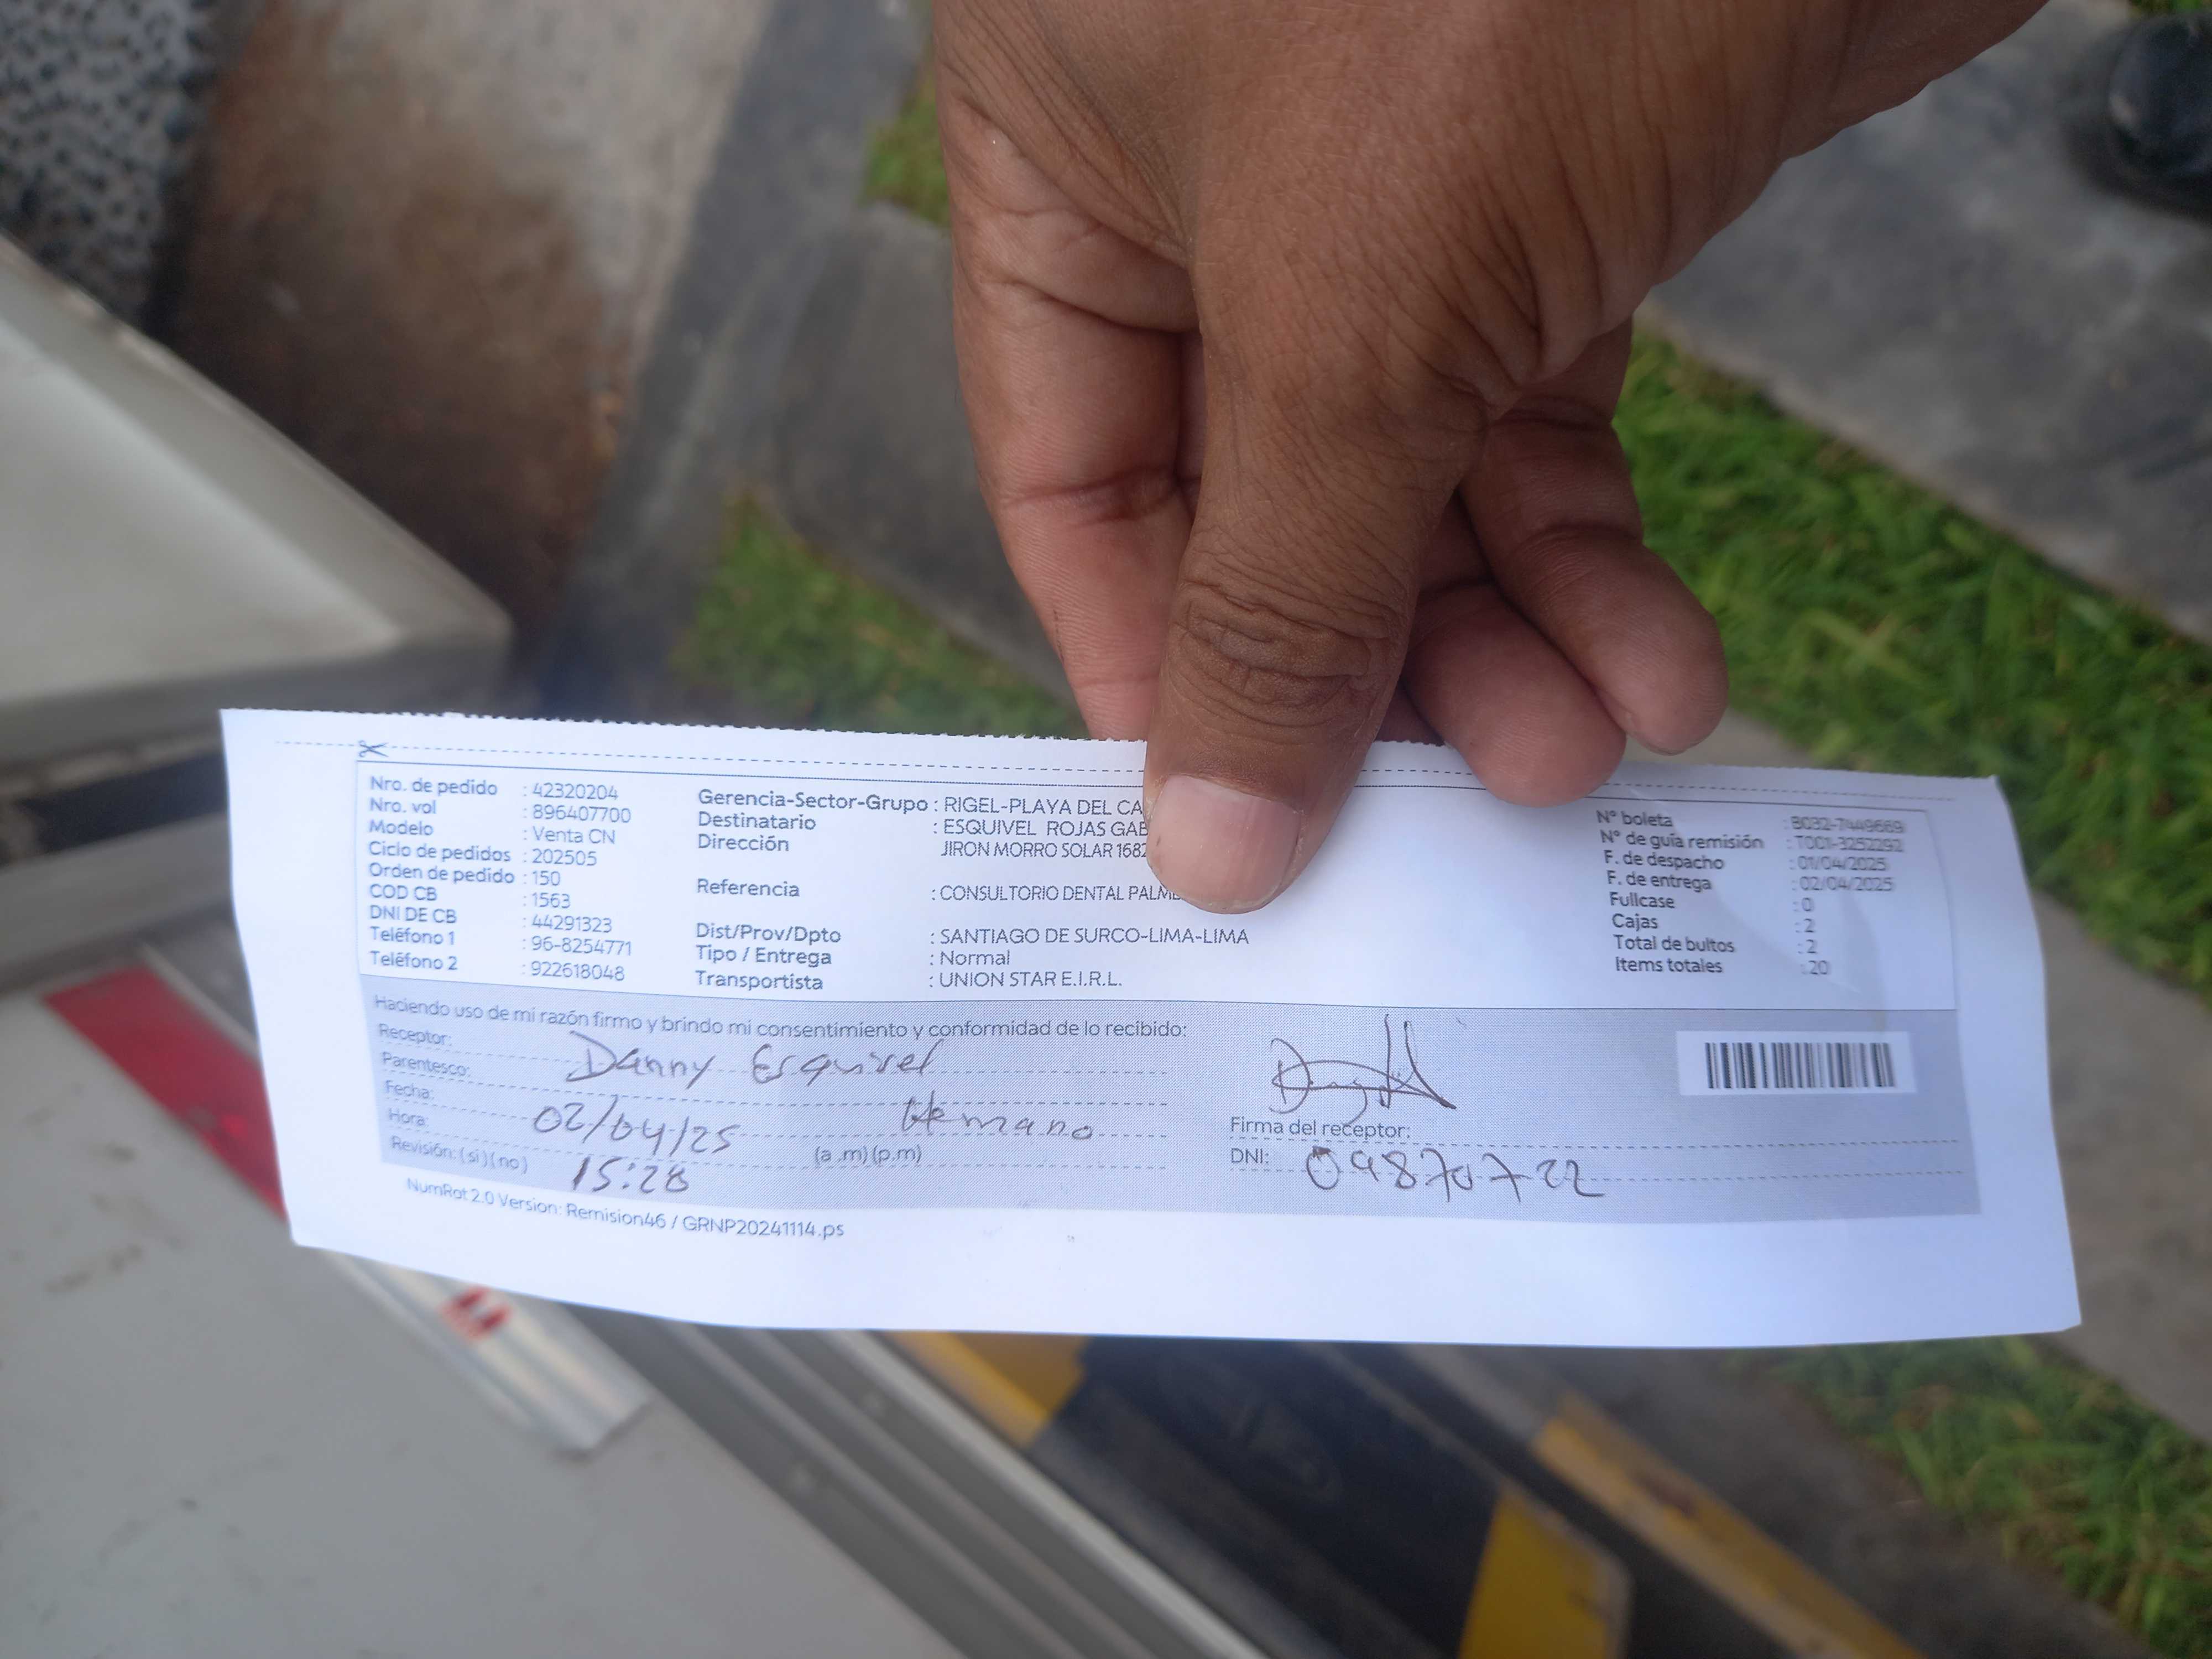 Nro. de pedido : 42320204
Nro. vol : 896407700
Modelo : Venta CN
Ciclo de pedidos : 202505
Orden de pedido : 150
COD CB : 1563
DNI DE CB : 44291323
Teléfono 1 : 96-8254771
Teléfono 2 : 922618048
Gerencia-Sector-Grupo : RIGEL-PLAYA DEL CA
Destinatario : ESQUIVEL ROJAS GAB
Dirección JIRON MORRO SOLAR 1682
Referencia : CONSULTORIO DENTAL PALM
Dist/Prov/Dpto : SANTIAGO DE SURCO-LIMA-LIMA
Tipo / Entrega : Normal
Transportista : UNION STAR E.I.R.L.
N° boleta : B032-7449669
N° de guía remisión : T001-3252292
F. de despacho : 01/04/2025
F. de entrega : 02/04/2025
Fullcase : 0
Cajas : 2
Total de bultos : 2
Items totales : 20
Haciendo uso de mi razón firmo y brindo mi consentimiento y conformidad de lo recibido:
Receptor: Danny Esquivel
Parentesco: Hermano
Fecha: 02/04/25
Hora: 15:28 (a.m) (p.m)
Revisión: (si) (no)
Firma del receptor:
DNI: 09870722
NumRot 2.0 Version: Remision46 / GRNP20241114.ps